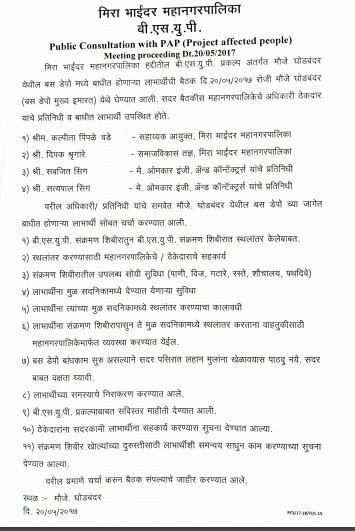 मिरा भाईंदर महानगरपालिका
बी.एस.यु.पी.
Public Consultation with PAP (Project affected people)
Meeting proceeding Dt.20/05/2017
मिरा भाईंदर महानगरपालिका हद्दीतील बी.एस.यु.पी. प्रकल्प अंतर्गत मौजे घोडबंदर
येथील बस डेपो मध्ये बाधीत होणाऱ्या लाभार्थीची बैठक दि.२०/०५/२०१७ रोजी मौजे घोडबंदर
(बस डेपो मुख्य इमारत) येथे घेण्यात आली. सदर बैठकीस महानगरपालिकेचे अधिकारी ठेकदार
यांचे प्रतिनिधी व बाधीत लाभार्थी उपस्थित होते.
१) श्रीम. कल्पीता पिंपळे वडे - सहाय्यक आयुक्त, मिरा भाईंदर महानगरपालिका
२) श्री. दिपक श्रृगांरे - समाजविकास तज्ञ, मिरा भाईंदर महानगरपालिका
३) श्री. सबजित सिंग - मे. ओमकार इंजी. ॲन्ड कॉन्टेंक्टर्स यांचे प्रतिनिधी
४) श्री. सत्यपाल सिंग - मे. ओमकार इंजी. ॲन्ड कॉन्टेंक्टर्स यांचे प्रतिनिधी
वरील अधिकारी/ प्रतिनिधी यांचे समवेत मौजे. घोडबंदर येथील बस डेपो च्या जागेत
बाधीत होणाऱ्या लाभार्थी सोबत चर्चा करण्यात आली.
१) बी.एस.यु.पी. संक्रमण शिबीरातुन बी.एस.यु.पी. संक्रमण शिबीरात स्थलांतर केलेबाबत.
२) स्थलांतर करण्यासाठी महानगरपालिकेचे / ठेकेदाराचे सहकार्य
३) संक्रमण शिबीरातील उपलब्ध सोयी सुविधा (पाणी, विज, गटारे, रस्ते, शौचालय, पथदिवे)
४) लाभार्थीना मुळ सदनिकामध्ये देण्यात येणाऱ्या सुविधा
५) लाभार्थीना त्यांच्या मुळ सदनिकामध्ये स्थलांतर करण्याचा कालावधी
६) लाभार्थीना संक्रमण शिबीरापासुन ते मुळ सदनिकामध्ये स्थलांतर करताना वाहतुकीसाठी
महानगरपालिकेमार्फत व्यवस्था करण्यात येईल.
७) बस डेपो बांधकाम सुरु असल्याने सदर पसिरात लहान मुलांना खेळावयास पाठवु नये. सदर
बाबत दक्षता घ्यावी.
८) लाभार्थीच्या समस्याचे निराकरण करण्यात आले.
९) बी.एस.यु.पी. प्रकल्पाबाबत सविस्तर माहीती देण्यात आली.
१०) ठेकेदारांना सदरकामी लाभार्थीना सहकार्य करण्यास सुचना देण्यात आल्या.
११) संक्रमण शिबीर खोल्यांच्या दुरुस्तीसाठी लाभार्थीशी समन्वय साधुन काम करण्याच्या सुचना
देण्यात आल्या.
वरील प्रमाणे चर्चा करुन बैठक संपल्याचे जाहीर करण्यात आले.
स्थळ :- मौजे. घोडबंदर
दि. २०/०५/२०१७